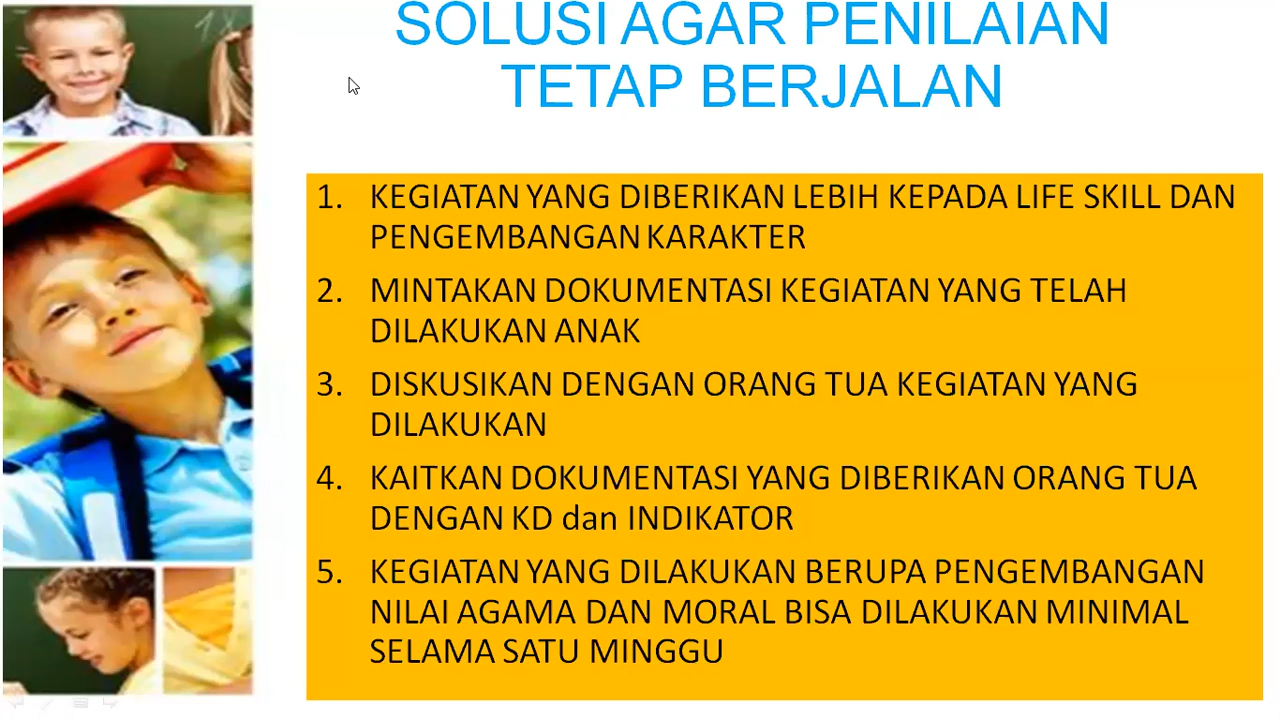 SOLUSI AGAR PENILAIAN
TETAP BERJALAN
1. KEGIATAN YANG DIBERIKAN LEBIH KEPADA LIFE SKILL DAN
PENGEMBANGAN KARAKTER
2. MINTAKAN DOKUMENTASI KEGIATAN YANG TELAH
DILAKUKAN ANAK
3. DISKUSIKAN DENGAN ORANG TUA KEGIATAN YANG
DILAKUKAN
4. KAITKAN DOKUMENTASI YANG DIBERIKAN ORANG TUA
DENGAN KD dan INDIKATOR
5. KEGIATAN YANG DILAKUKAN BERUPA PENGEMBANGAN
NILAI AGAMA DAN MORAL BISA DILAKUKAN MINIMAL
SELAMA SATU MINGGU